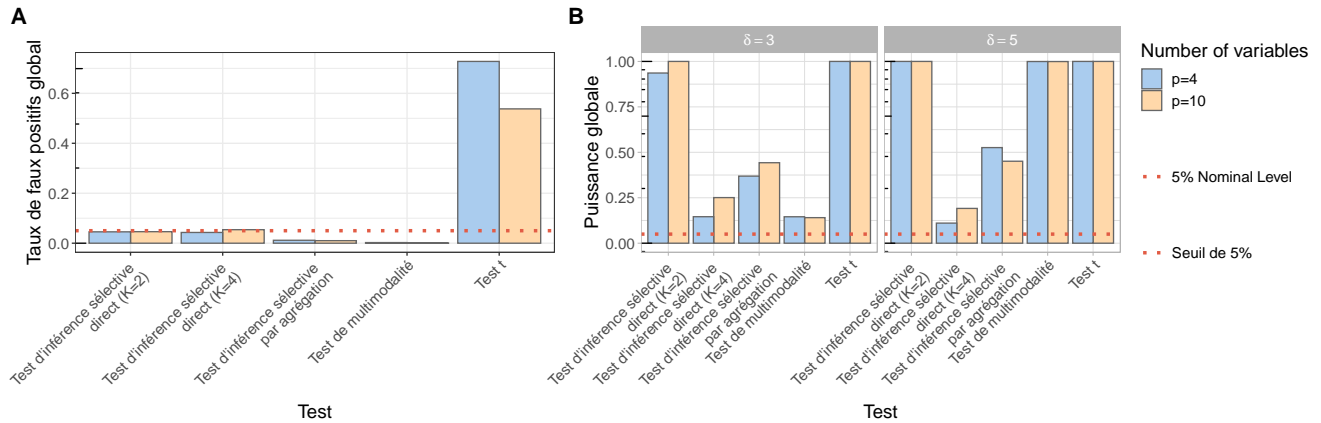 A
Taux de faux positifs global
0.6
0.4
0.2
0.0
Test d'inférence sélective
direct (K=2)
Test d'inférence sélective
direct (K=4)
Test d'inférence sélective
par agrégation
Test de multimodalité
Test t
Test
B
Puissance globale
δ = 3
δ = 5
1.00
0.75
0.50
0.25
0.00
Test d'inférence sélective
direct (K=2)
Test d'inférence sélective
direct (K=4)
Test d'inférence sélective
par agrégation
Test de multimodalité
Test t
Test d'inférence sélective
direct (K=2)
Test d'inférence sélective
direct (K=4)
Test d'inférence sélective
par agrégation
Test de multimodalité
Test t
Test
Number of variables
p=4
p=10
5% Nominal Level
Seuil de 5%